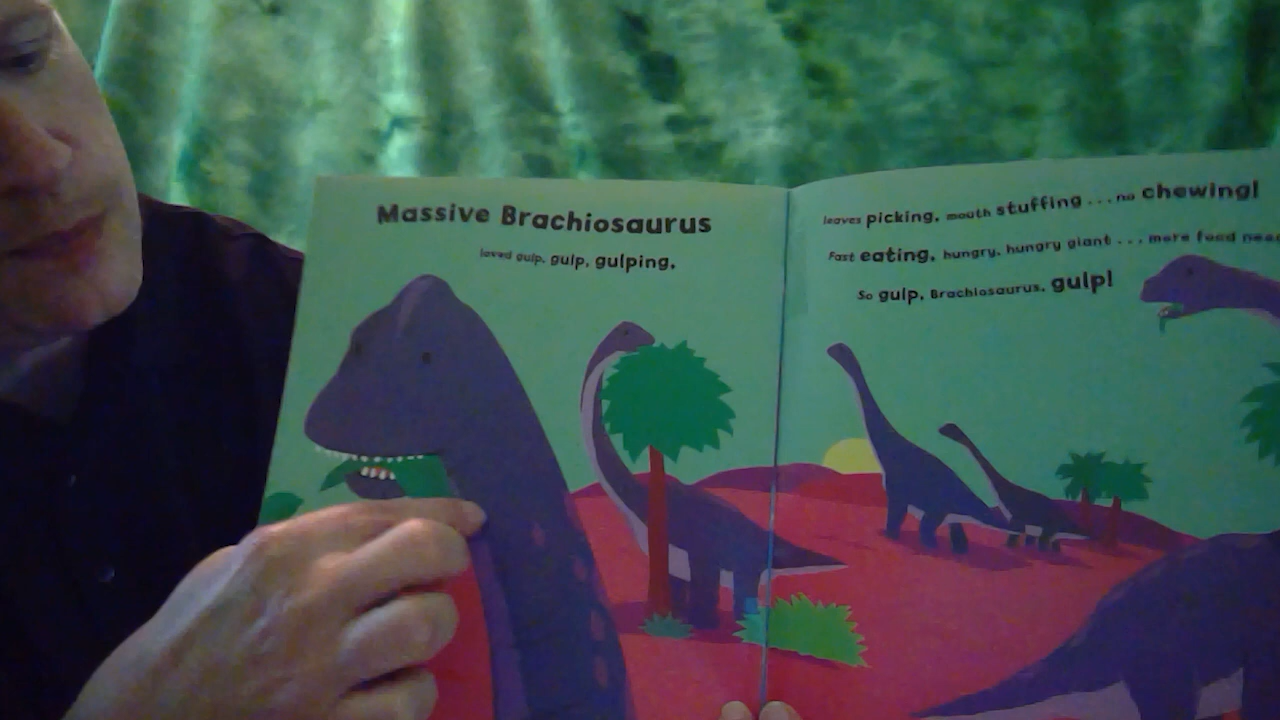 Massive Brachiosaurus
loved gulp, gulp, gulping,
leaves picking, mouth stuffing ... no chewing!
Fast eating, hungry, hungry giant ... more food
So gulp, Brachiosaurus, gulp!